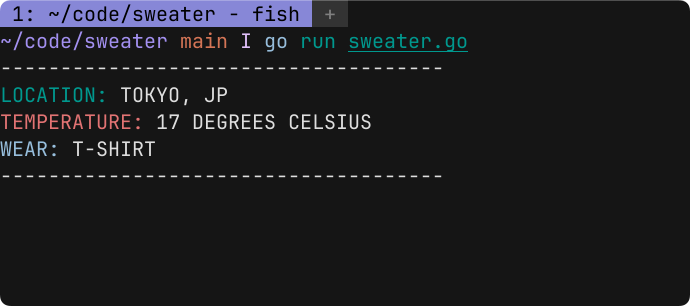 1: ~/code/sweater - fish +
~/code/sweater main I go run sweater.go
-------------------------------------
LOCATION: TOKYO, JP
TEMPERATURE: 17 DEGREES CELSIUS
WEAR: T-SHIRT
-------------------------------------